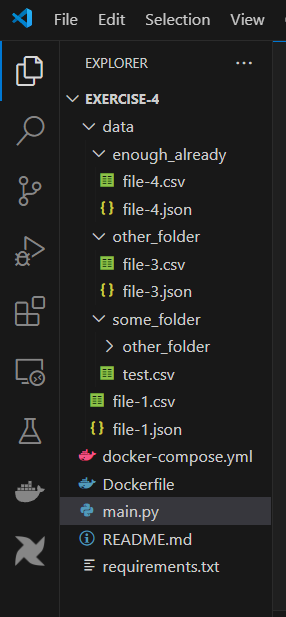 File Edit Selection View
EXPLORER
EXERCISE-4
data
enough_already
file-4.csv
file-4.json
other_folder
file-3.csv
file-3.json
some_folder
other_folder
test.csv
file-1.csv
file-1.json
docker-compose.yml
Dockerfile
main.py
README.md
requirements.txt